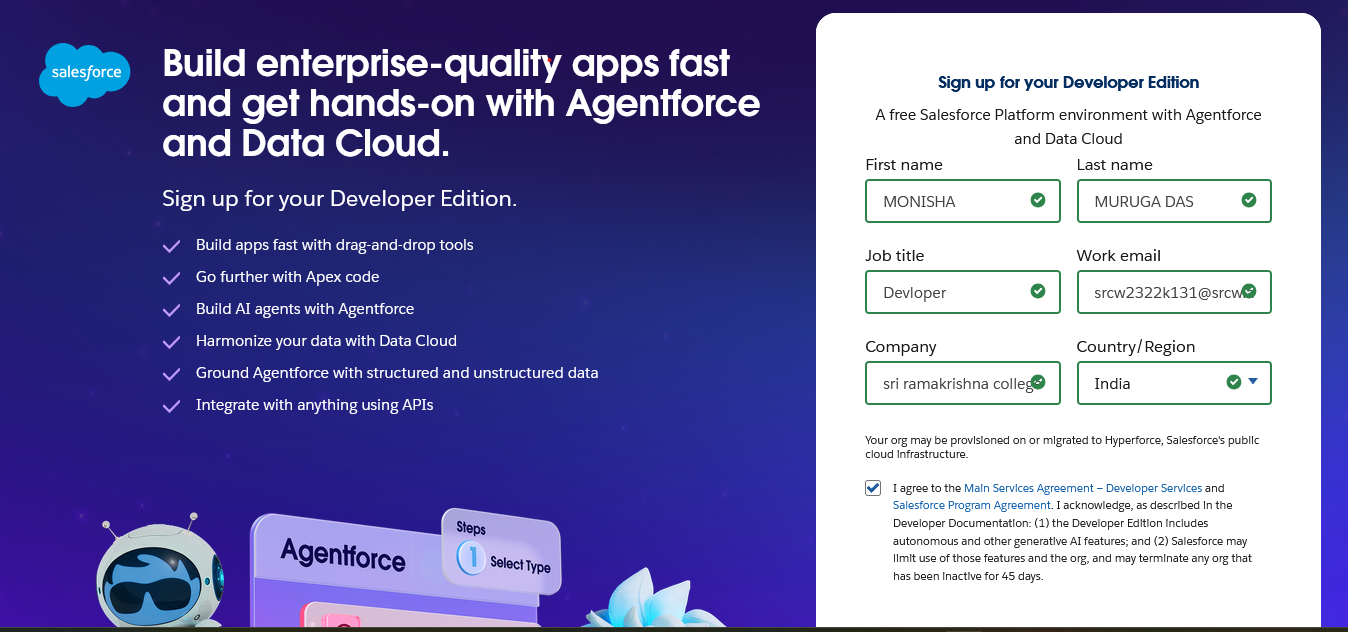 salesforce
Build enterprise-quality apps fast
and get hands-on with Agentforce
and Data Cloud.
Sign up for your Developer Edition.
Build apps fast with drag-and-drop tools
Go further with Apex code
Build AI agents with Agentforce
Harmonize your data with Data Cloud
Ground Agentforce with structured and unstructured data
Integrate with anything using APIs
Agentforce
Steps
1 Select Type
Sign up for your Developer Edition
A free Salesforce Platform environment with Agentforce
and Data Cloud
First name Last name
MONISHA MURUGA DAS
Job title Work email
Devloper srcw2322k131@srcw
Company Country/Region
sri ramakrishna colleg India
Your org may be provisioned on or migrated to Hyperforce, Salesforce's public
cloud infrastructure.
I agree to the Main Services Agreement – Developer Services and
Salesforce Program Agreement. I acknowledge, as described in the
Developer Documentation: (1) the Developer Edition includes
autonomous and other generative AI features; and (2) Salesforce may
limit use of those features and the org, and may terminate any org that
has been inactive for 45 days.